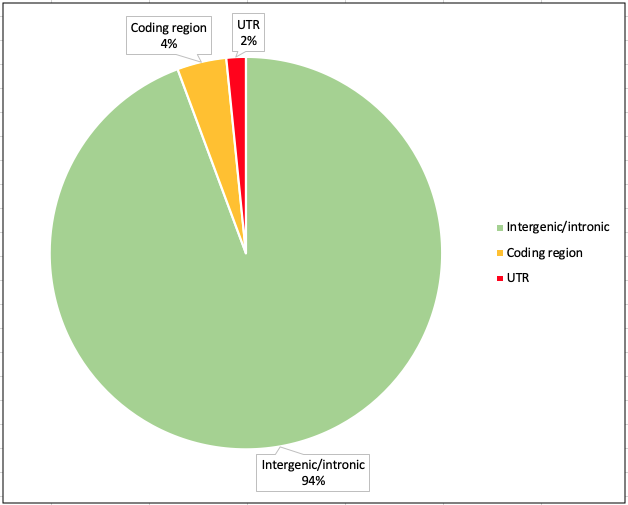 Coding region
4%
UTR
2%
Intergenic/intronic
Coding region
UTR
Intergenic/intronic
94%